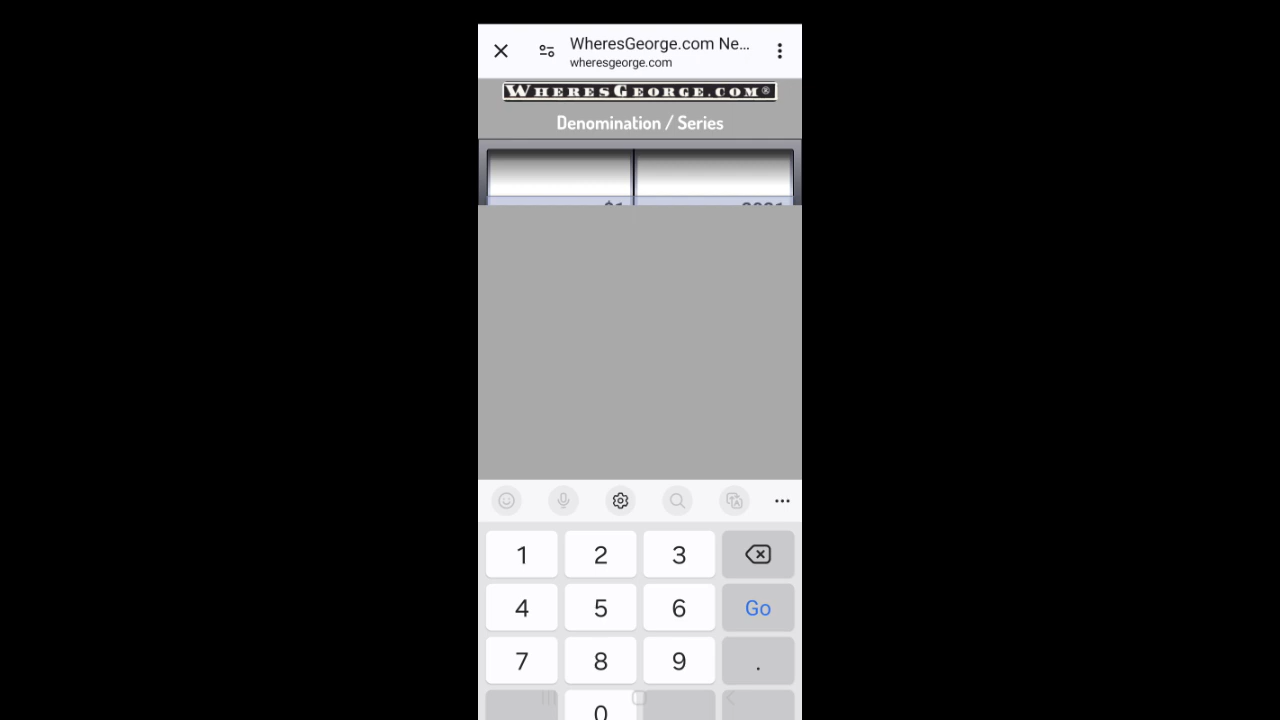 WheresGeorge.com Ne...
wheresgeorge.com
WHERESGEORGE.COM®
Denomination / Series
1 2 3
4 5 6 Go
7 8 9 .
0